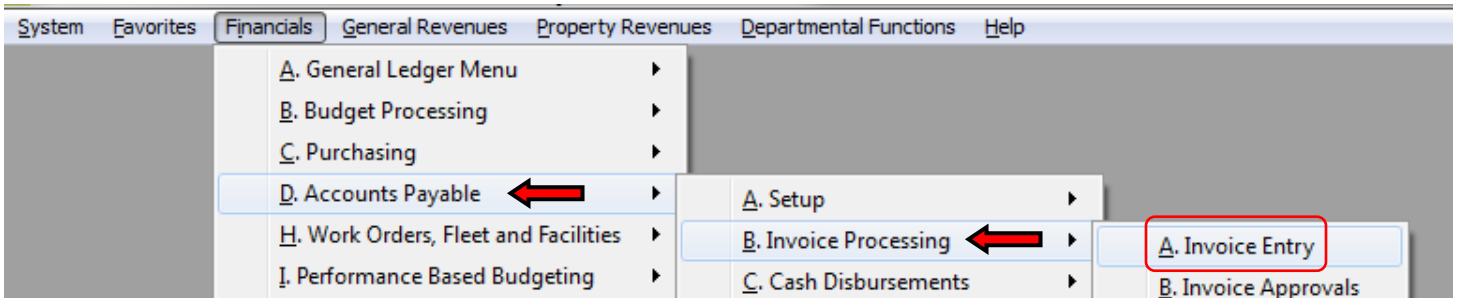 System Favorites Financials General Revenues Property Revenues Departmental Functions Help
A. General Ledger Menu
B. Budget Processing
C. Purchasing
D. Accounts Payable
H. Work Orders, Fleet and Facilities
I. Performance Based Budgeting
A. Setup
B. Invoice Processing
C. Cash Disbursements
A. Invoice Entry
B. Invoice Approvals